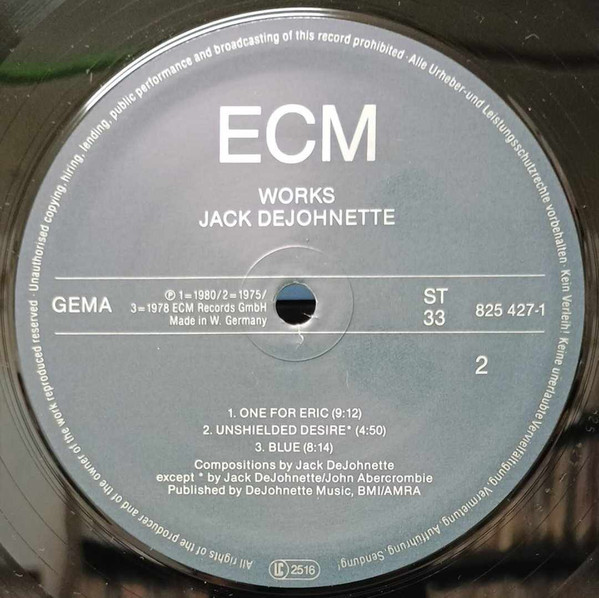 Unauthorised copying, hiring, lending, public performance and broadcasting of this record prohibited · Alle Urheber-und Leistungsschutzrechte vorbehalten · Kein Verleih! Keine unerlaubte Vervielfältigung, Vermietung, Aufführung, Sendung!
ECM
WORKS
JACK DEJOHNETTE
GEMA
℗ 1=1980/2=1975/
3=1978 ECM Records GmbH
Made in W. Germany
ST
33
825 427-1
2
1. ONE FOR ERIC (9:12)
2. UNSHIELDED DESIRE* (4:50)
3. BLUE (8:14)
Compositions by Jack DeJohnette
except * by Jack DeJohnette/John Abercrombie
Published by DeJohnette Music, BMI/AMRA
All rights of the producer and of the owner of the work reproduced reserved ·
LC 2516